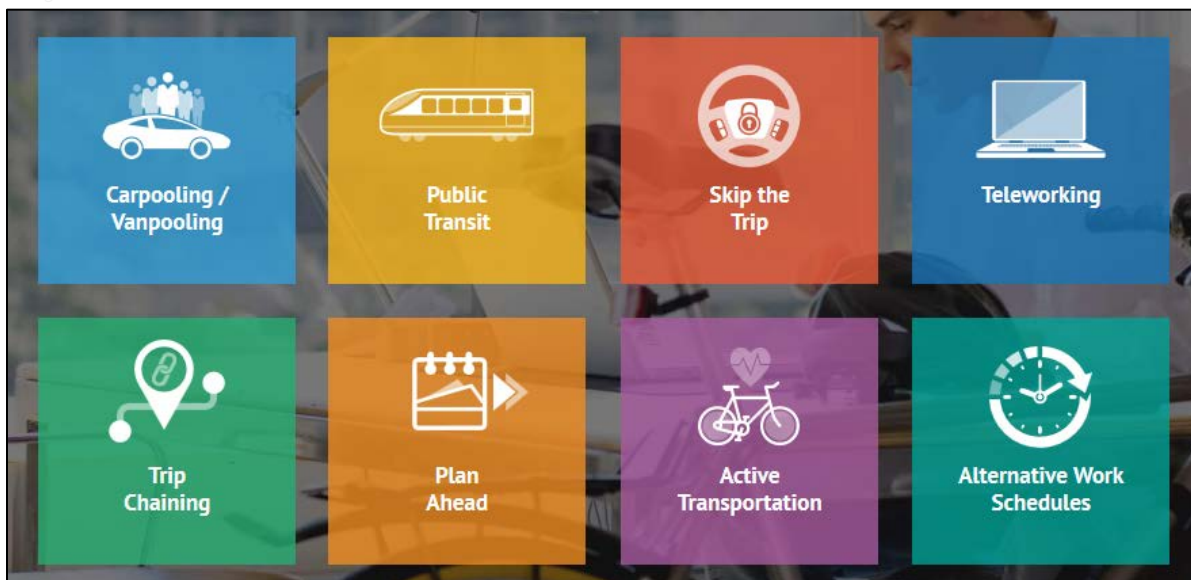 Carpooling /
Vanpooling
Public
Transit
Skip the
Trip
Teleworking
Trip
Chaining
Plan
Ahead
Active
Transportation
Alternative Work
Schedules